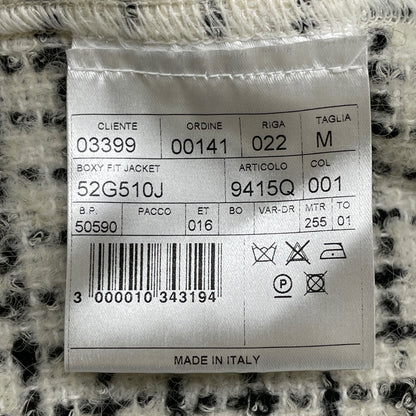 CLIENTE ORDINE RIGA TAGLIA
03399 00141 022 M
BOXY FIT JACKET ARTICOLO COL
52G510J 9415Q 001
B.P. PACCO ET BO VAR-DR MTR TO
50590 016 255 01
3 000010 343194
P
MADE IN ITALY